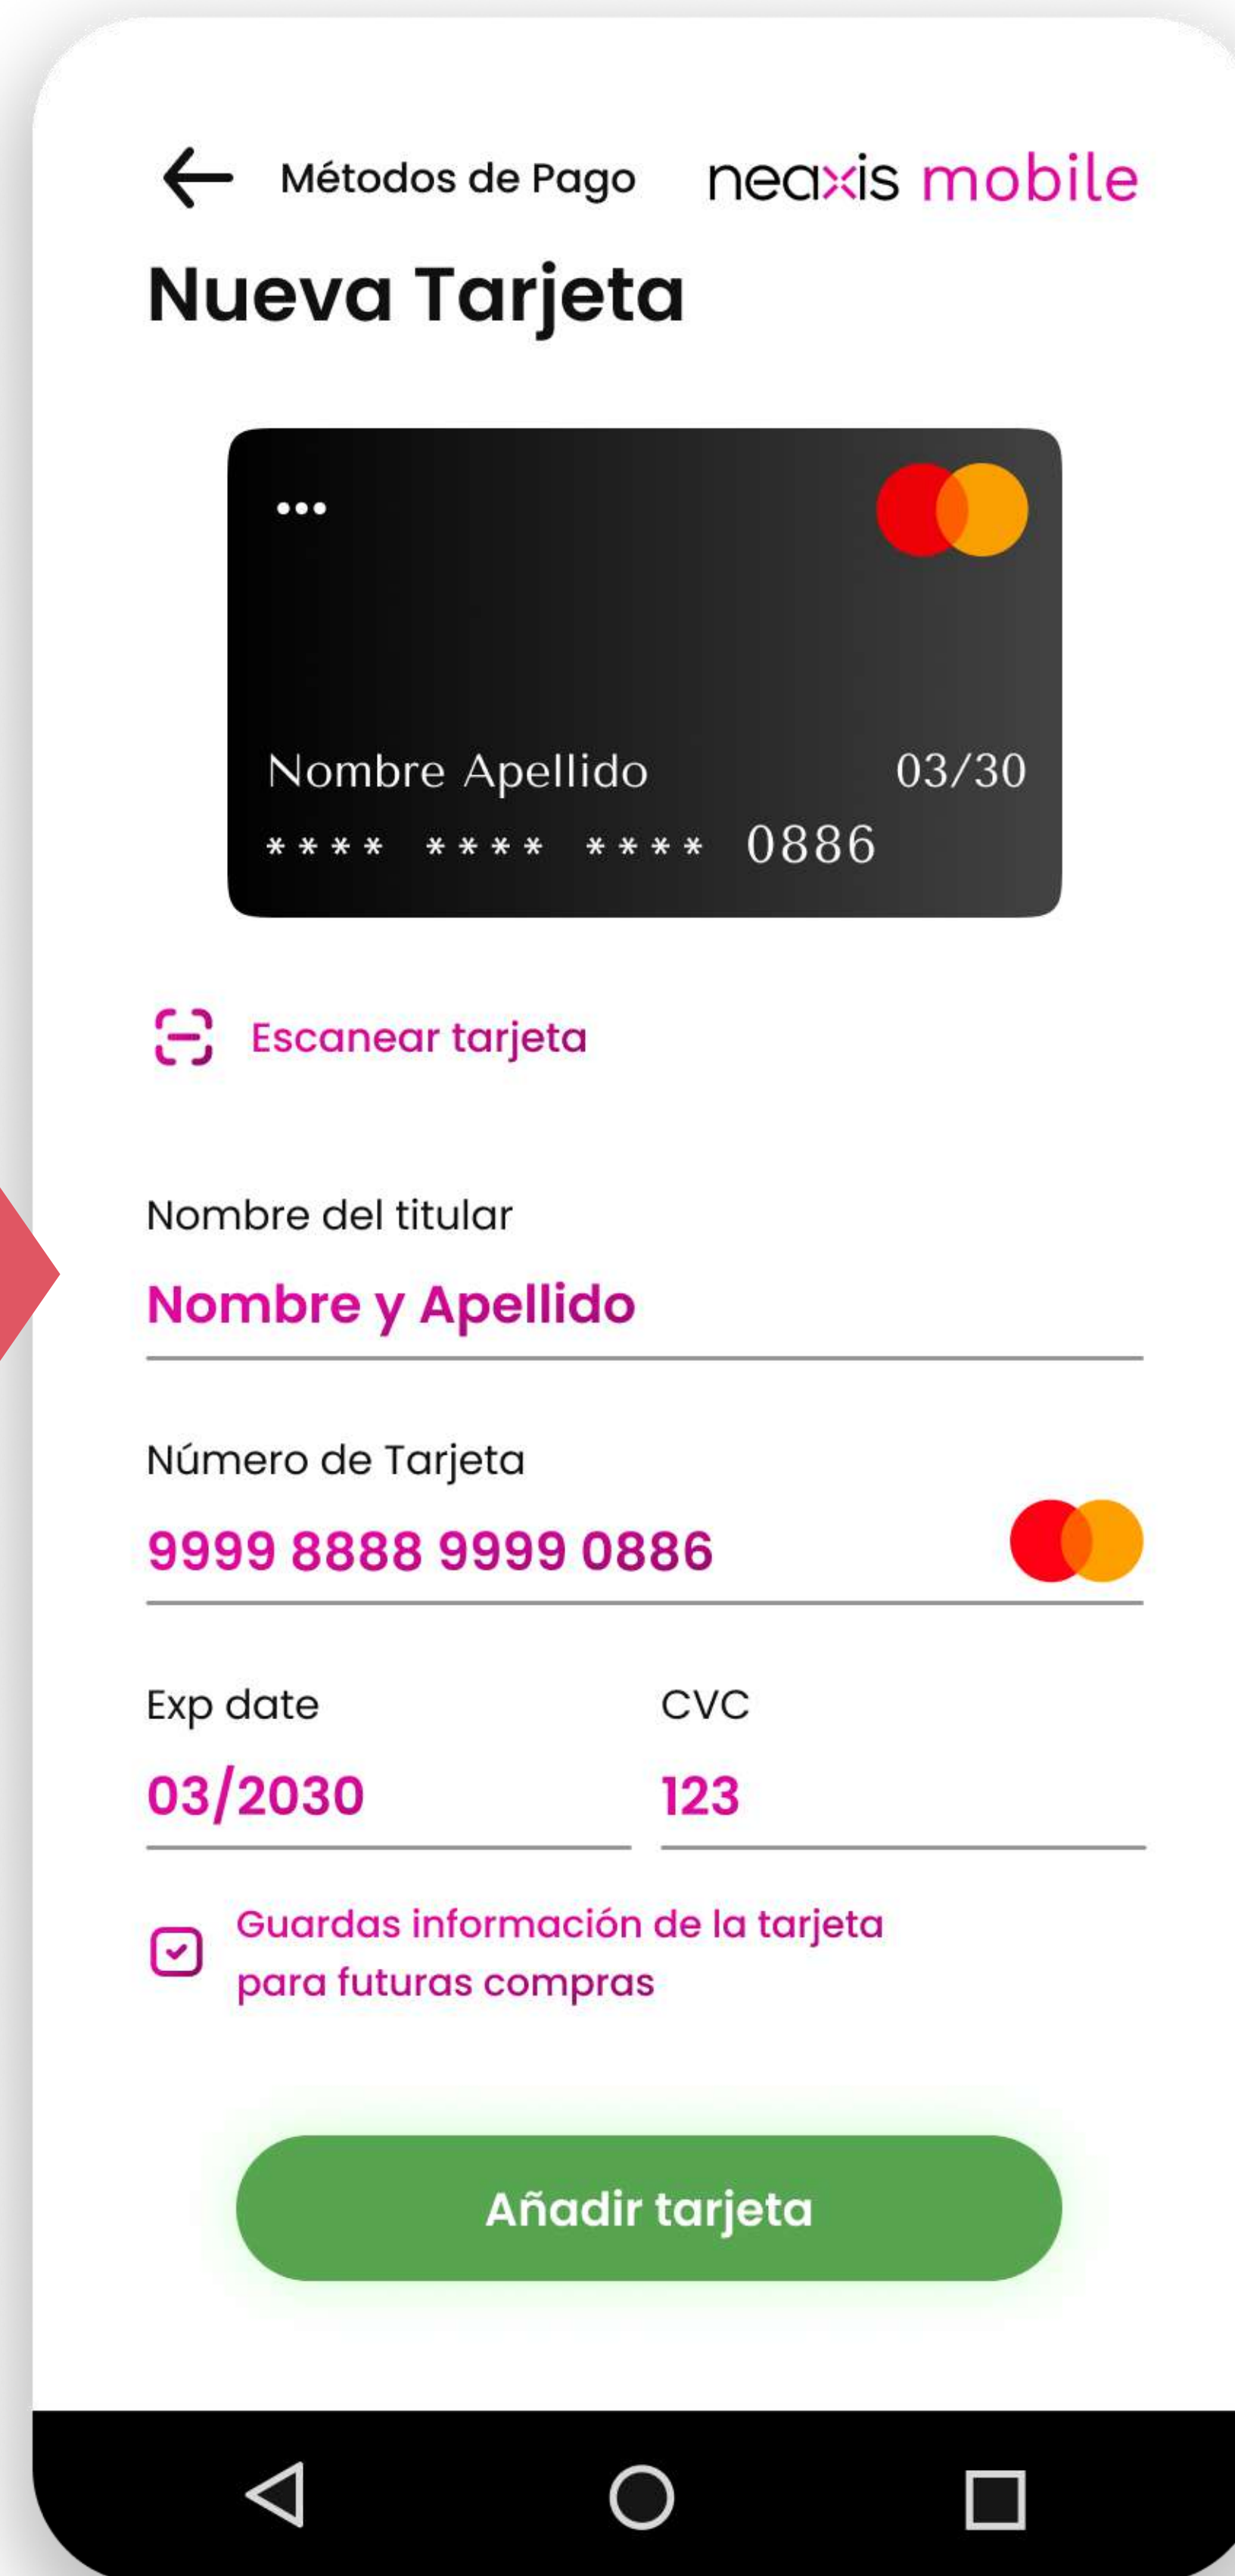 Métodos de Pago neaxis mobile
Nueva Tarjeta
Nombre Apellido 03/30
**** **** **** 0886
Escanear tarjeta
Nombre del titular
Nombre y Apellido
Número de Tarjeta
9999 8888 9999 0886
Exp date CVC
03/2030 123
Guardas información de la tarjeta
para futuras compras
Añadir tarjeta